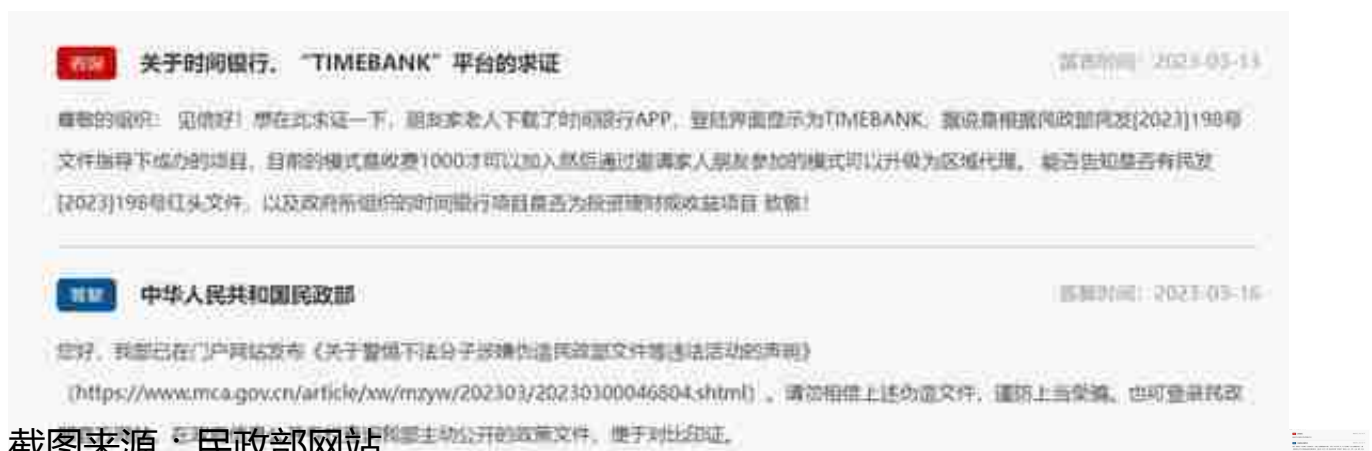 咨询 关于时间银行，“TIMEBANK”平台的求证 留言时间：2023-03-13
尊敬的组织： 见信好！想在此求证一下，朋友家老人下载了时间银行APP，登陆界面显示为TIMEBANK，据说是根据民政部民发[2023]198号
文件指导下成办的项目，目前的模式是收费1000才可以加入然后通过邀请家人朋友参加的模式可以升级为区域代理。 能否告知是否有民发
[2023]198号红头文件，以及政府所组织的时间银行项目是否为投资理财或收益项目 致敬！
答复 中华人民共和国民政部 答复时间：2023-03-16
您好，我部已在门户网站发布《关于警惕不法分子涉嫌伪造民政部文件等违法活动的声明》
（https://www.mca.gov.cn/article/xw/mzyw/202303/20230300046804.shtml）。请勿相信上述伪造文件，谨防上当受骗。也可登录民政
部主动公开的政策文件，便于对比印证。
截图来源：民政部网站